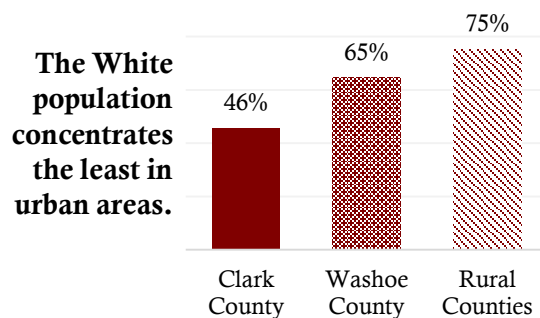 The White
population
concentrates
the least in
urban areas.
46%
65%
75%
Clark
County
Washoe
County
Rural
Counties